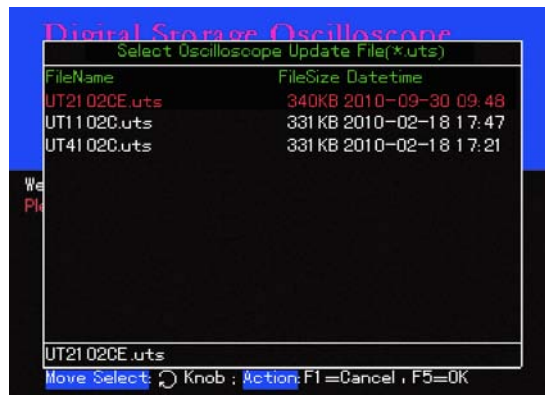 Digital Storage Oscilloscope
Select Oscilloscope Update File(*.uts)
FileName FileSize Datetime
UT2102CE.uts 340KB 2010-09-30 09:48
UT1102C.uts 331KB 2010-02-18 17:47
UT4102C.uts 331KB 2010-02-18 17:21
We
Ple
UT2102CE.uts
Move Select: Knob ; Action:F1=Cancel , F5=OK